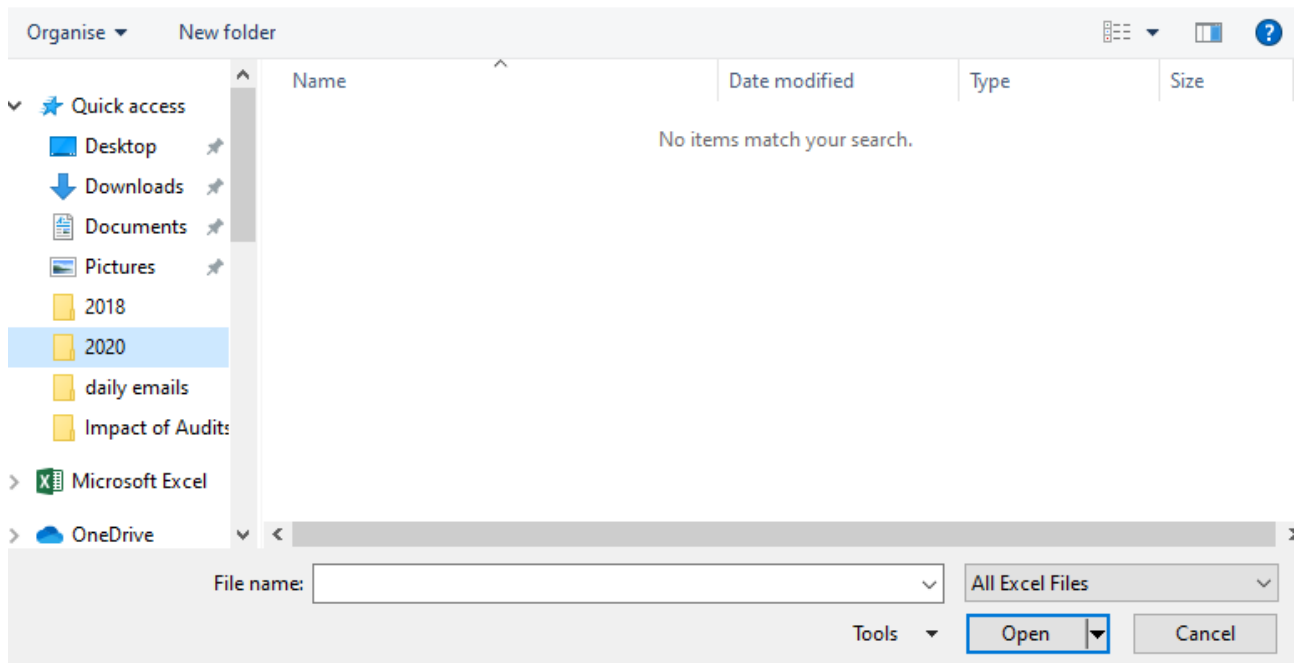 Organise New folder
Name Date modified Type Size
Quick access
No items match your search.
Desktop
Downloads
Documents
Pictures
2018
2020
daily emails
Impact of Audits
Microsoft Excel
OneDrive
File name: All Excel Files
Tools Open Cancel